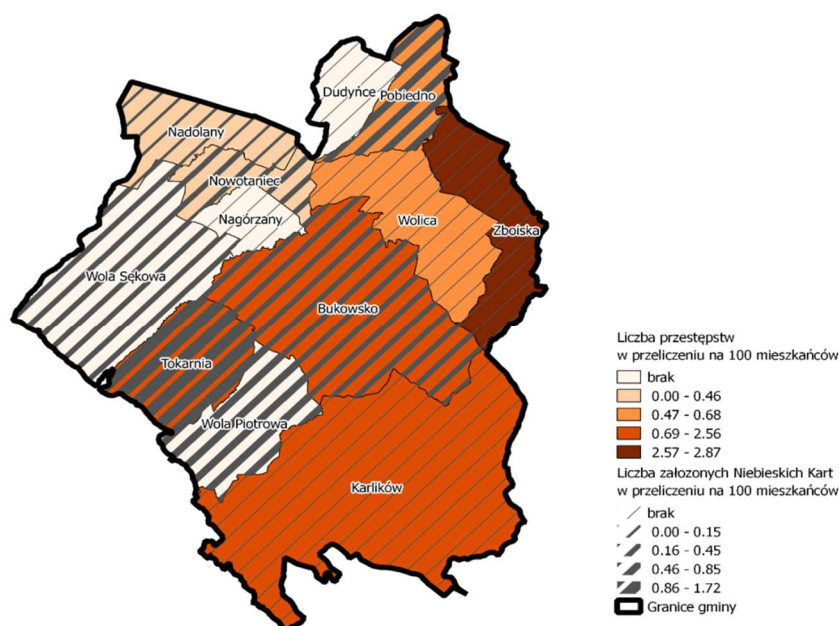 Dudyńce
Pobiedno
Nadolany
Nowotaniec
Nagórzany
Wolica
Zboiska
Wola Sękowa
Bukowsko
Tokarnia
Wola Piotrowa
Karlików
Liczba przestępstw
w przeliczeniu na 100 mieszkańców
brak
0.00 - 0.46
0.47 - 0.68
0.69 - 2.56
2.57 - 2.87
Liczba założonych Niebieskich Kart
w przeliczeniu na 100 mieszkańców
brak
0.00 - 0.15
0.16 - 0.45
0.46 - 0.85
0.86 - 1.72
Granice gminy